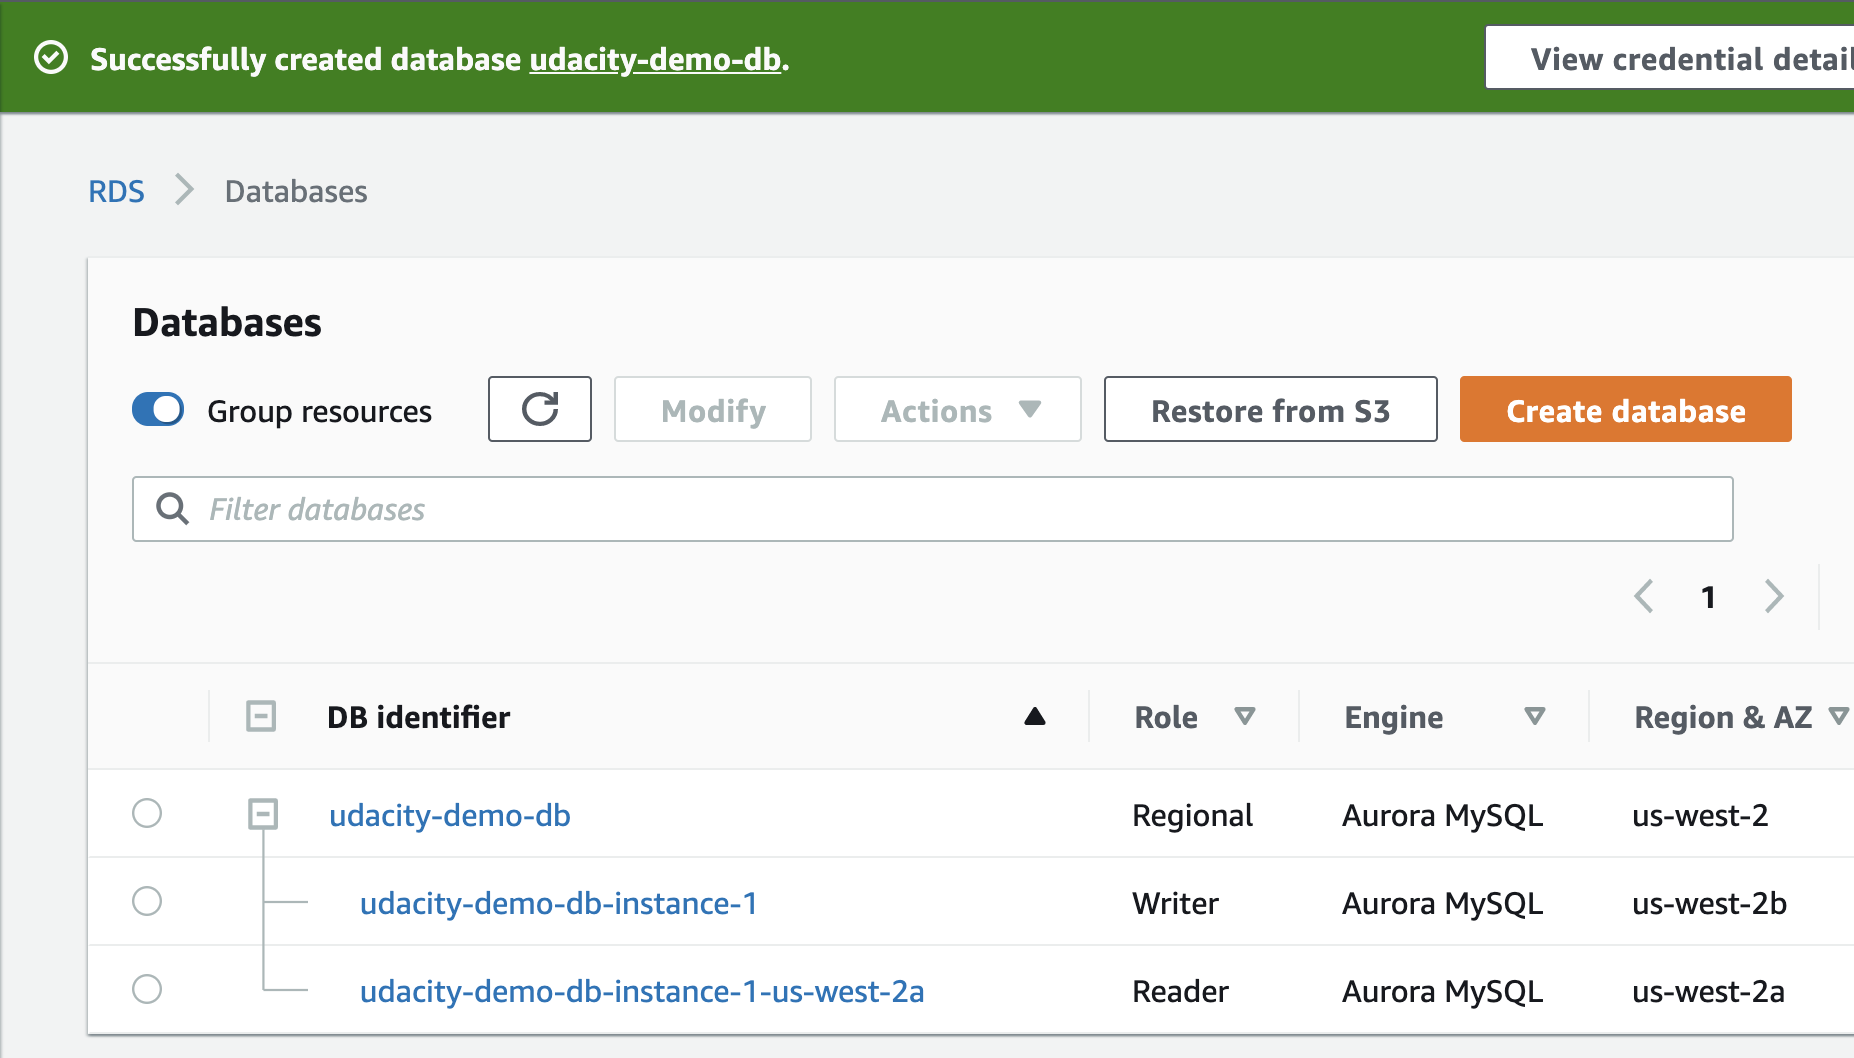 Successfully created database udacity-demo-db.
View credential detail
RDS
Databases
Databases
Group resources
Modify
Actions
Restore from S3
Create database
Filter databases
1
DB identifier Role Engine Region & AZ
udacity-demo-db Regional Aurora MySQL us-west-2
udacity-demo-db-instance-1 Writer Aurora MySQL us-west-2b
udacity-demo-db-instance-1-us-west-2a Reader Aurora MySQL us-west-2a